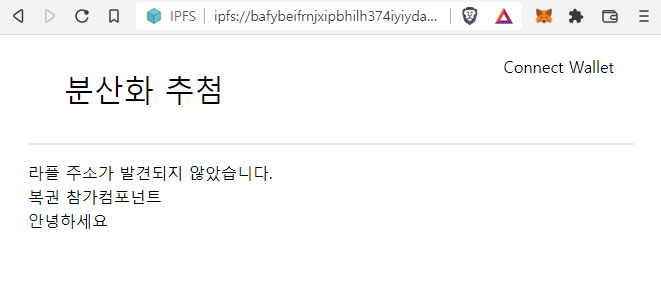 IPFS ipfs://bafybeifrnjxipbhilh374iyiyda...
Connect Wallet
분산화 추첨
라플 주소가 발견되지 않았습니다.
복권 참가컴포넌트
안녕하세요